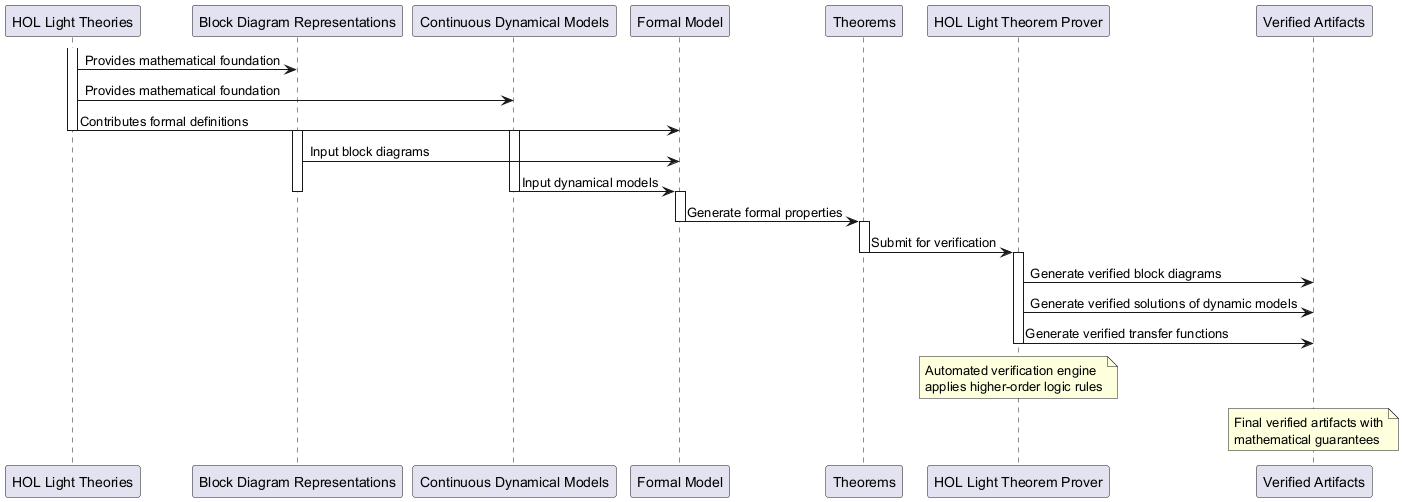 HOL Light Theories
Block Diagram Representations
Continuous Dynamical Models
Formal Model
Theorems
HOL Light Theorem Prover
Verified Artifacts
Provides mathematical foundation
Provides mathematical foundation
Contributes formal definitions
Input block diagrams
Input dynamical models
Generate formal properties
Submit for verification
Generate verified block diagrams
Generate verified solutions of dynamic models
Generate verified transfer functions
Automated verification engine
applies higher-order logic rules
Final verified artifacts with
mathematical guarantees
HOL Light Theories
Block Diagram Representations
Continuous Dynamical Models
Formal Model
Theorems
HOL Light Theorem Prover
Verified Artifacts